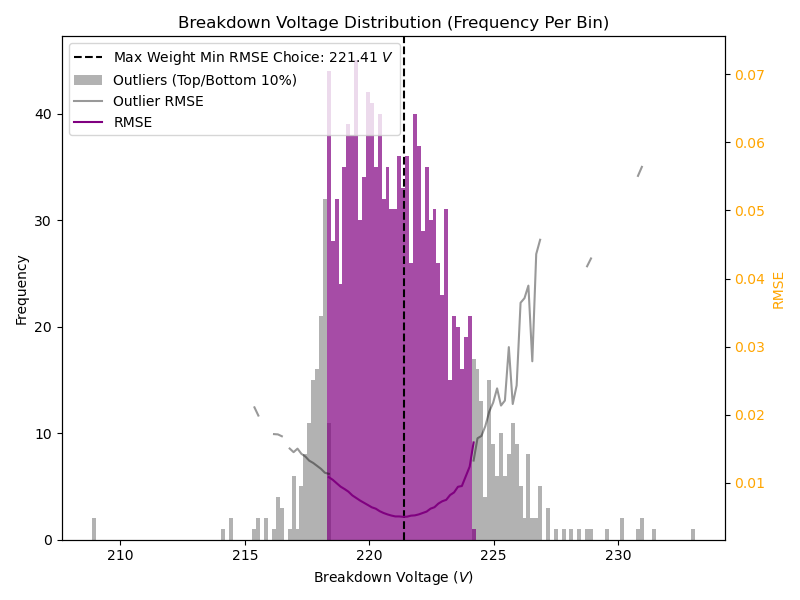 Breakdown Voltage Distribution (Frequency Per Bin)
Max Weight Min RMSE Choice: 221.41 V
Outliers (Top/Bottom 10%)
Outlier RMSE
RMSE
Frequency
0
10
20
30
40
210
215
220
225
230
Breakdown Voltage (V)
0.01
0.02
0.03
0.04
0.05
0.06
0.07
RMSE